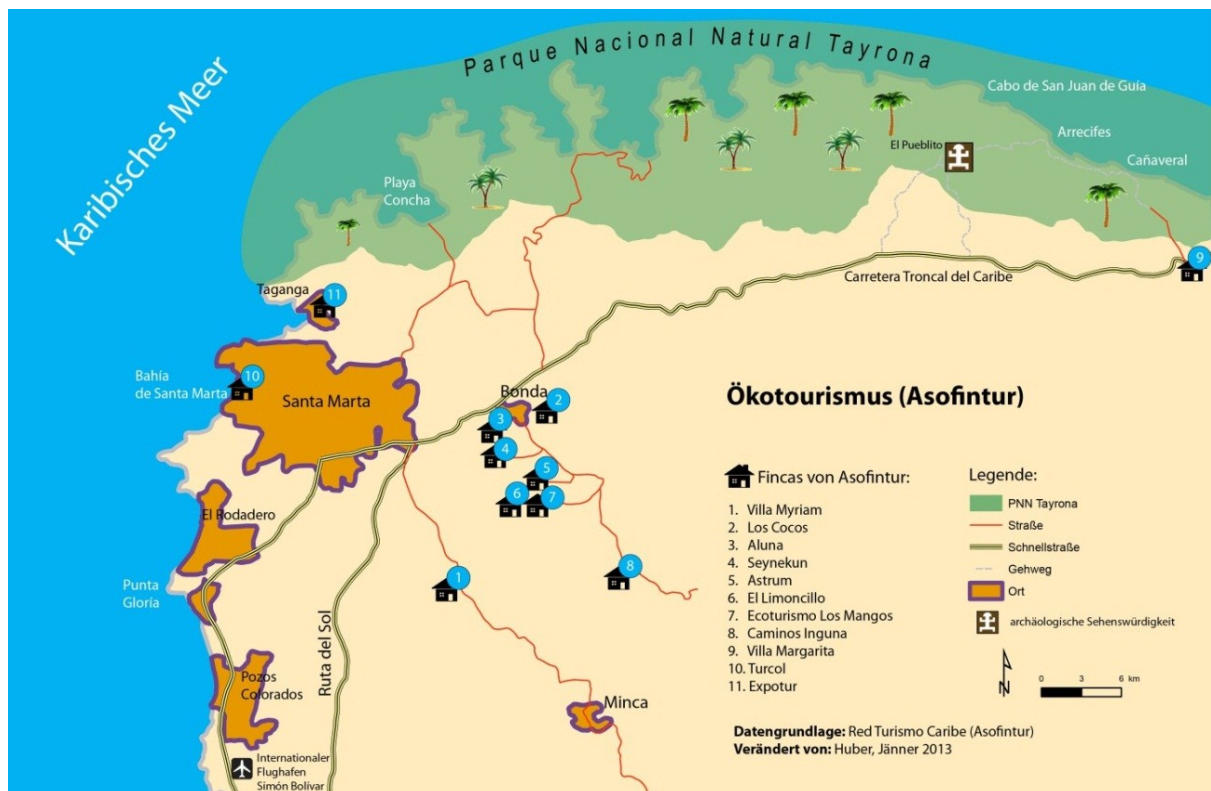 Parque Nacional Natural Tayrona
Karibisches Meer
Cabo de San Juan de Guía
Arrecifes
El Pueblito
Cañaveral
Playa
Concha
9
Carretera Troncal del Caribe
Taganga
11
Bahía
de Santa Marta
10
Santa Marta
Bonda
2
3
4
5
6
7
8
1
El Rodadero
Punta
Gloría
Ruta del Sol
Pozos
Colorados
Minca
Internationaler
Flughafen
Simón Bolívar
Ökotourismus (Asofintur)
Fincas von Asofintur:
1. Villa Myriam
2. Los Cocos
3. Aluna
4. Seynekun
5. Astrum
6. El Limoncillo
7. Ecoturismo Los Mangos
8. Caminos Inguna
9. Villa Margarita
10. Turcol
11. Expotur
Legende:
PNN Tayrona
Straße
Schnellstraße
Gehweg
Ort
archäologische Sehenswürdigkeit
N
0 3 6 km
Datengrundlage: Red Turismo Caribe (Asofintur)
Verändert von: Huber, Jänner 2013